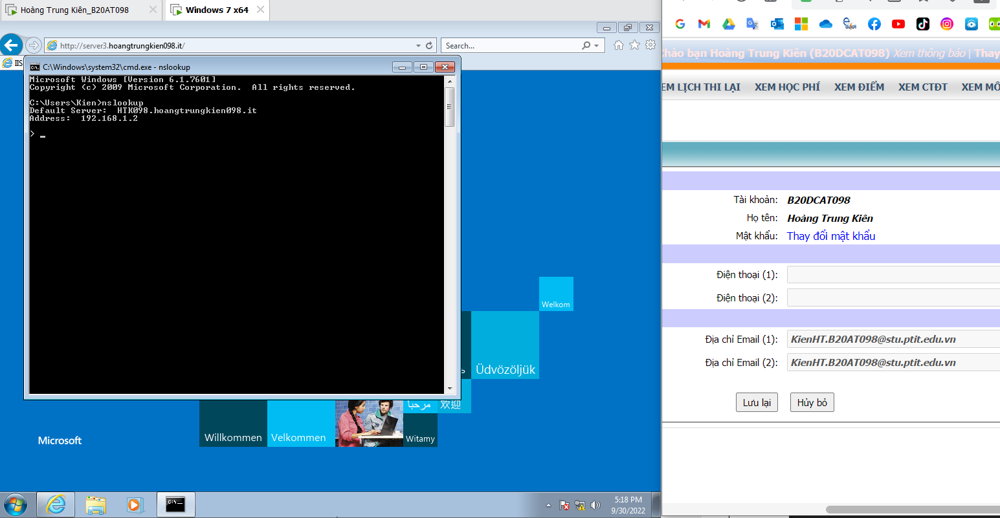 Hoàng Trung Kiên_B20AT098
Windows 7 x64
http://server3.hoangtrungkien098.it/
Search...
IIS
C:\Windows\system32\cmd.exe - nslookup
Microsoft Windows [Version 6.1.7601]
Copyright (c) 2009 Microsoft Corporation. All rights reserved.
C:\Users\Kien>nslookup
Default Server: HTK098.hoangtrungkien098.it
Address: 192.168.1.2
> _
Welkom
Üdvözöljük
مرحبا
欢迎
Willkommen
Velkommen
Witamy
Microsoft
5:18 PM
9/30/2022
Chào bạn Hoàng Trung Kiên (B20DCAT098) Xem thông báo | Thay
EM LỊCH THI LẠI XEM HỌC PHÍ XEM ĐIỂM XEM CTĐT XEM MÔ
Tài khoản: B20DCAT098
Họ tên: Hoàng Trung Kiên
Mật khẩu: Thay đổi mật khẩu
Điện thoại (1):
Điện thoại (2):
Địa chỉ Email (1): KienHT.B20AT098@stu.ptit.edu.vn
Địa chỉ Email (2): KienHT.B20AT098@stu.ptit.edu.vn
Lưu lại Hủy bỏ